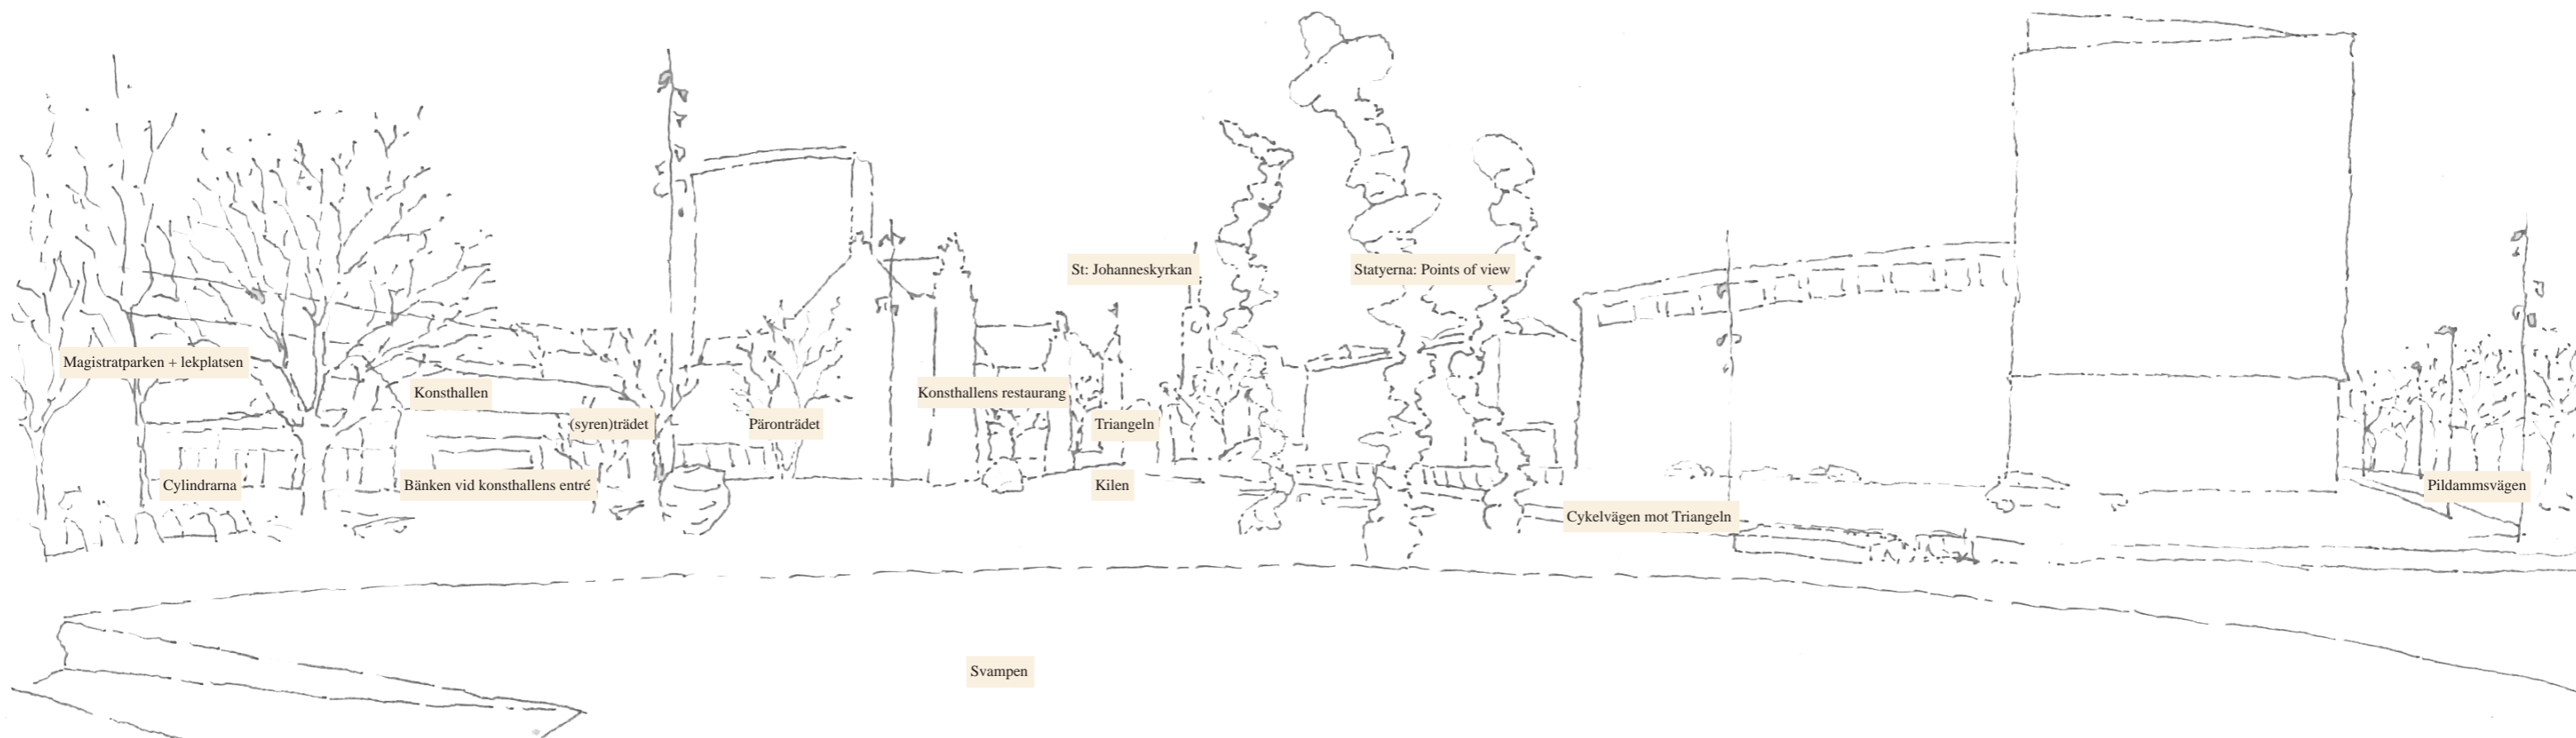 St: Johanneskyrkan
Statyerna: Points of view
Magistratparken + lekplatsen
Konsthallen
Konsthallens restaurang
(syren)trädet
Päronträdet
Triangeln
Cylindrarna
Bänken vid konsthallens entré
Kilen
Pildammsvägen
Cykelvägen mot Triangeln
Svampen